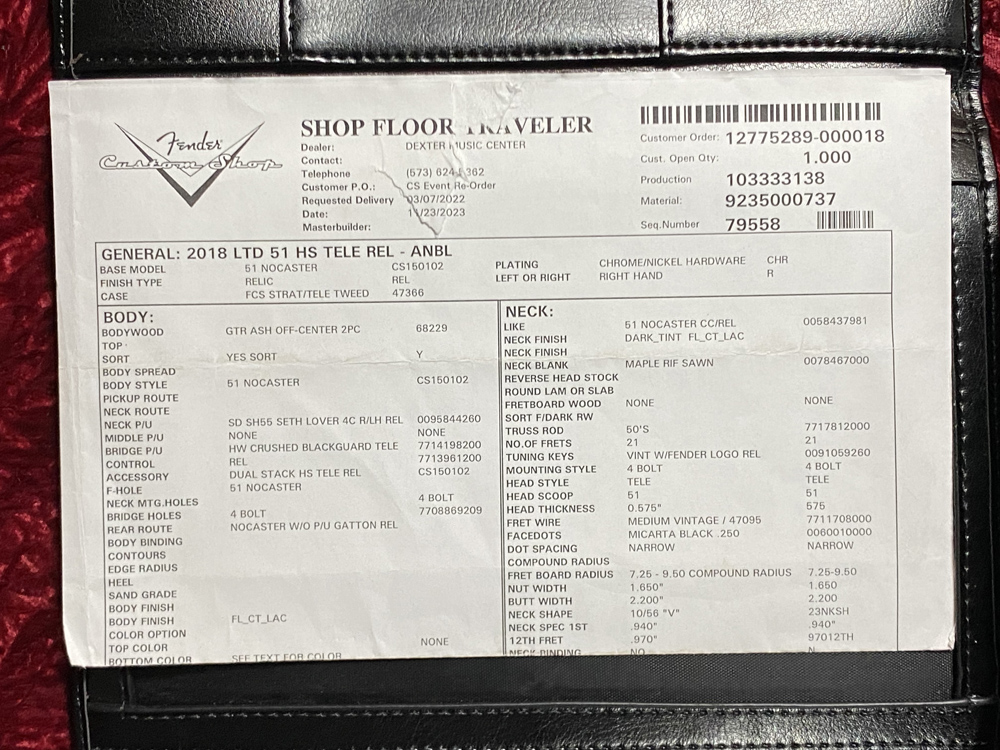 Fender
Custom Shop
SHOP FLOOR TRAVELER
Dealer: DEXTER MUSIC CENTER
Contact:
Telephone (573) 624 362
Customer P.O.: CS Event Re-Order
Requested Delivery 03/07/2022
Date: 11/23/2023
Masterbuilder:
Customer Order: 12775289-000018
Cust. Open Qty: 1.000
Production 103333138
Material: 9235000737
Seq.Number 79558
GENERAL: 2018 LTD 51 HS TELE REL - ANBL
BASE MODEL 51 NOCASTER CS150102
FINISH TYPE RELIC REL
CASE FCS STRAT/TELE TWEED 47366
PLATING CHROME/NICKEL HARDWARE CHR
LEFT OR RIGHT RIGHT HAND R
BODY:
BODYWOOD GTR ASH OFF-CENTER 2PC 68229
TOP
SORT YES SORT Y
BODY SPREAD
BODY STYLE 51 NOCASTER CS150102
PICKUP ROUTE
NECK ROUTE
NECK P/U SD SH55 SETH LOVER 4C R/LH REL 0095844260
MIDDLE P/U NONE NONE
BRIDGE P/U HW CRUSHED BLACKGUARD TELE 7714198200
CONTROL REL 7713961200
ACCESSORY DUAL STACK HS TELE REL CS150102
F-HOLE 51 NOCASTER
NECK MTG.HOLES 4 BOLT
BRIDGE HOLES 4 BOLT 7708869209
REAR ROUTE NOCASTER W/O P/U GATTON REL
BODY BINDING
CONTOURS
EDGE RADIUS
HEEL
SAND GRADE
BODY FINISH
BODY FINISH FL_CT_LAC
COLOR OPTION
TOP COLOR NONE
BOTTOM COLOR SEE TEXT FOR COLOR
NECK:
LIKE 51 NOCASTER CC/REL 0058437981
NECK FINISH DARK_TINT FL_CT_LAC
NECK FINISH
NECK BLANK MAPLE RIF SAWN 0078467000
REVERSE HEAD STOCK
ROUND LAM OR SLAB
FRETBOARD WOOD NONE NONE
SORT F/DARK RW
TRUSS ROD 50'S 7717812000
NO.OF FRETS 21 21
TUNING KEYS VINT W/FENDER LOGO REL 0091059260
MOUNTING STYLE 4 BOLT 4 BOLT
HEAD STYLE TELE TELE
HEAD SCOOP 51 51
HEAD THICKNESS 0.575" 575
FRET WIRE MEDIUM VINTAGE / 47095 7711708000
FACEDOTS MICARTA BLACK .250 0060010000
DOT SPACING NARROW NARROW
COMPOUND RADIUS
FRET BOARD RADIUS 7.25 - 9.50 COMPOUND RADIUS 7.25-9.50
NUT WIDTH 1.650" 1.650
BUTT WIDTH 2.200" 2.200
NECK SHAPE 10/56 "V" 23NKSH
NECK SPEC 1ST .940" .940"
12TH FRET .970" 97012TH
NECK BINDING NO N